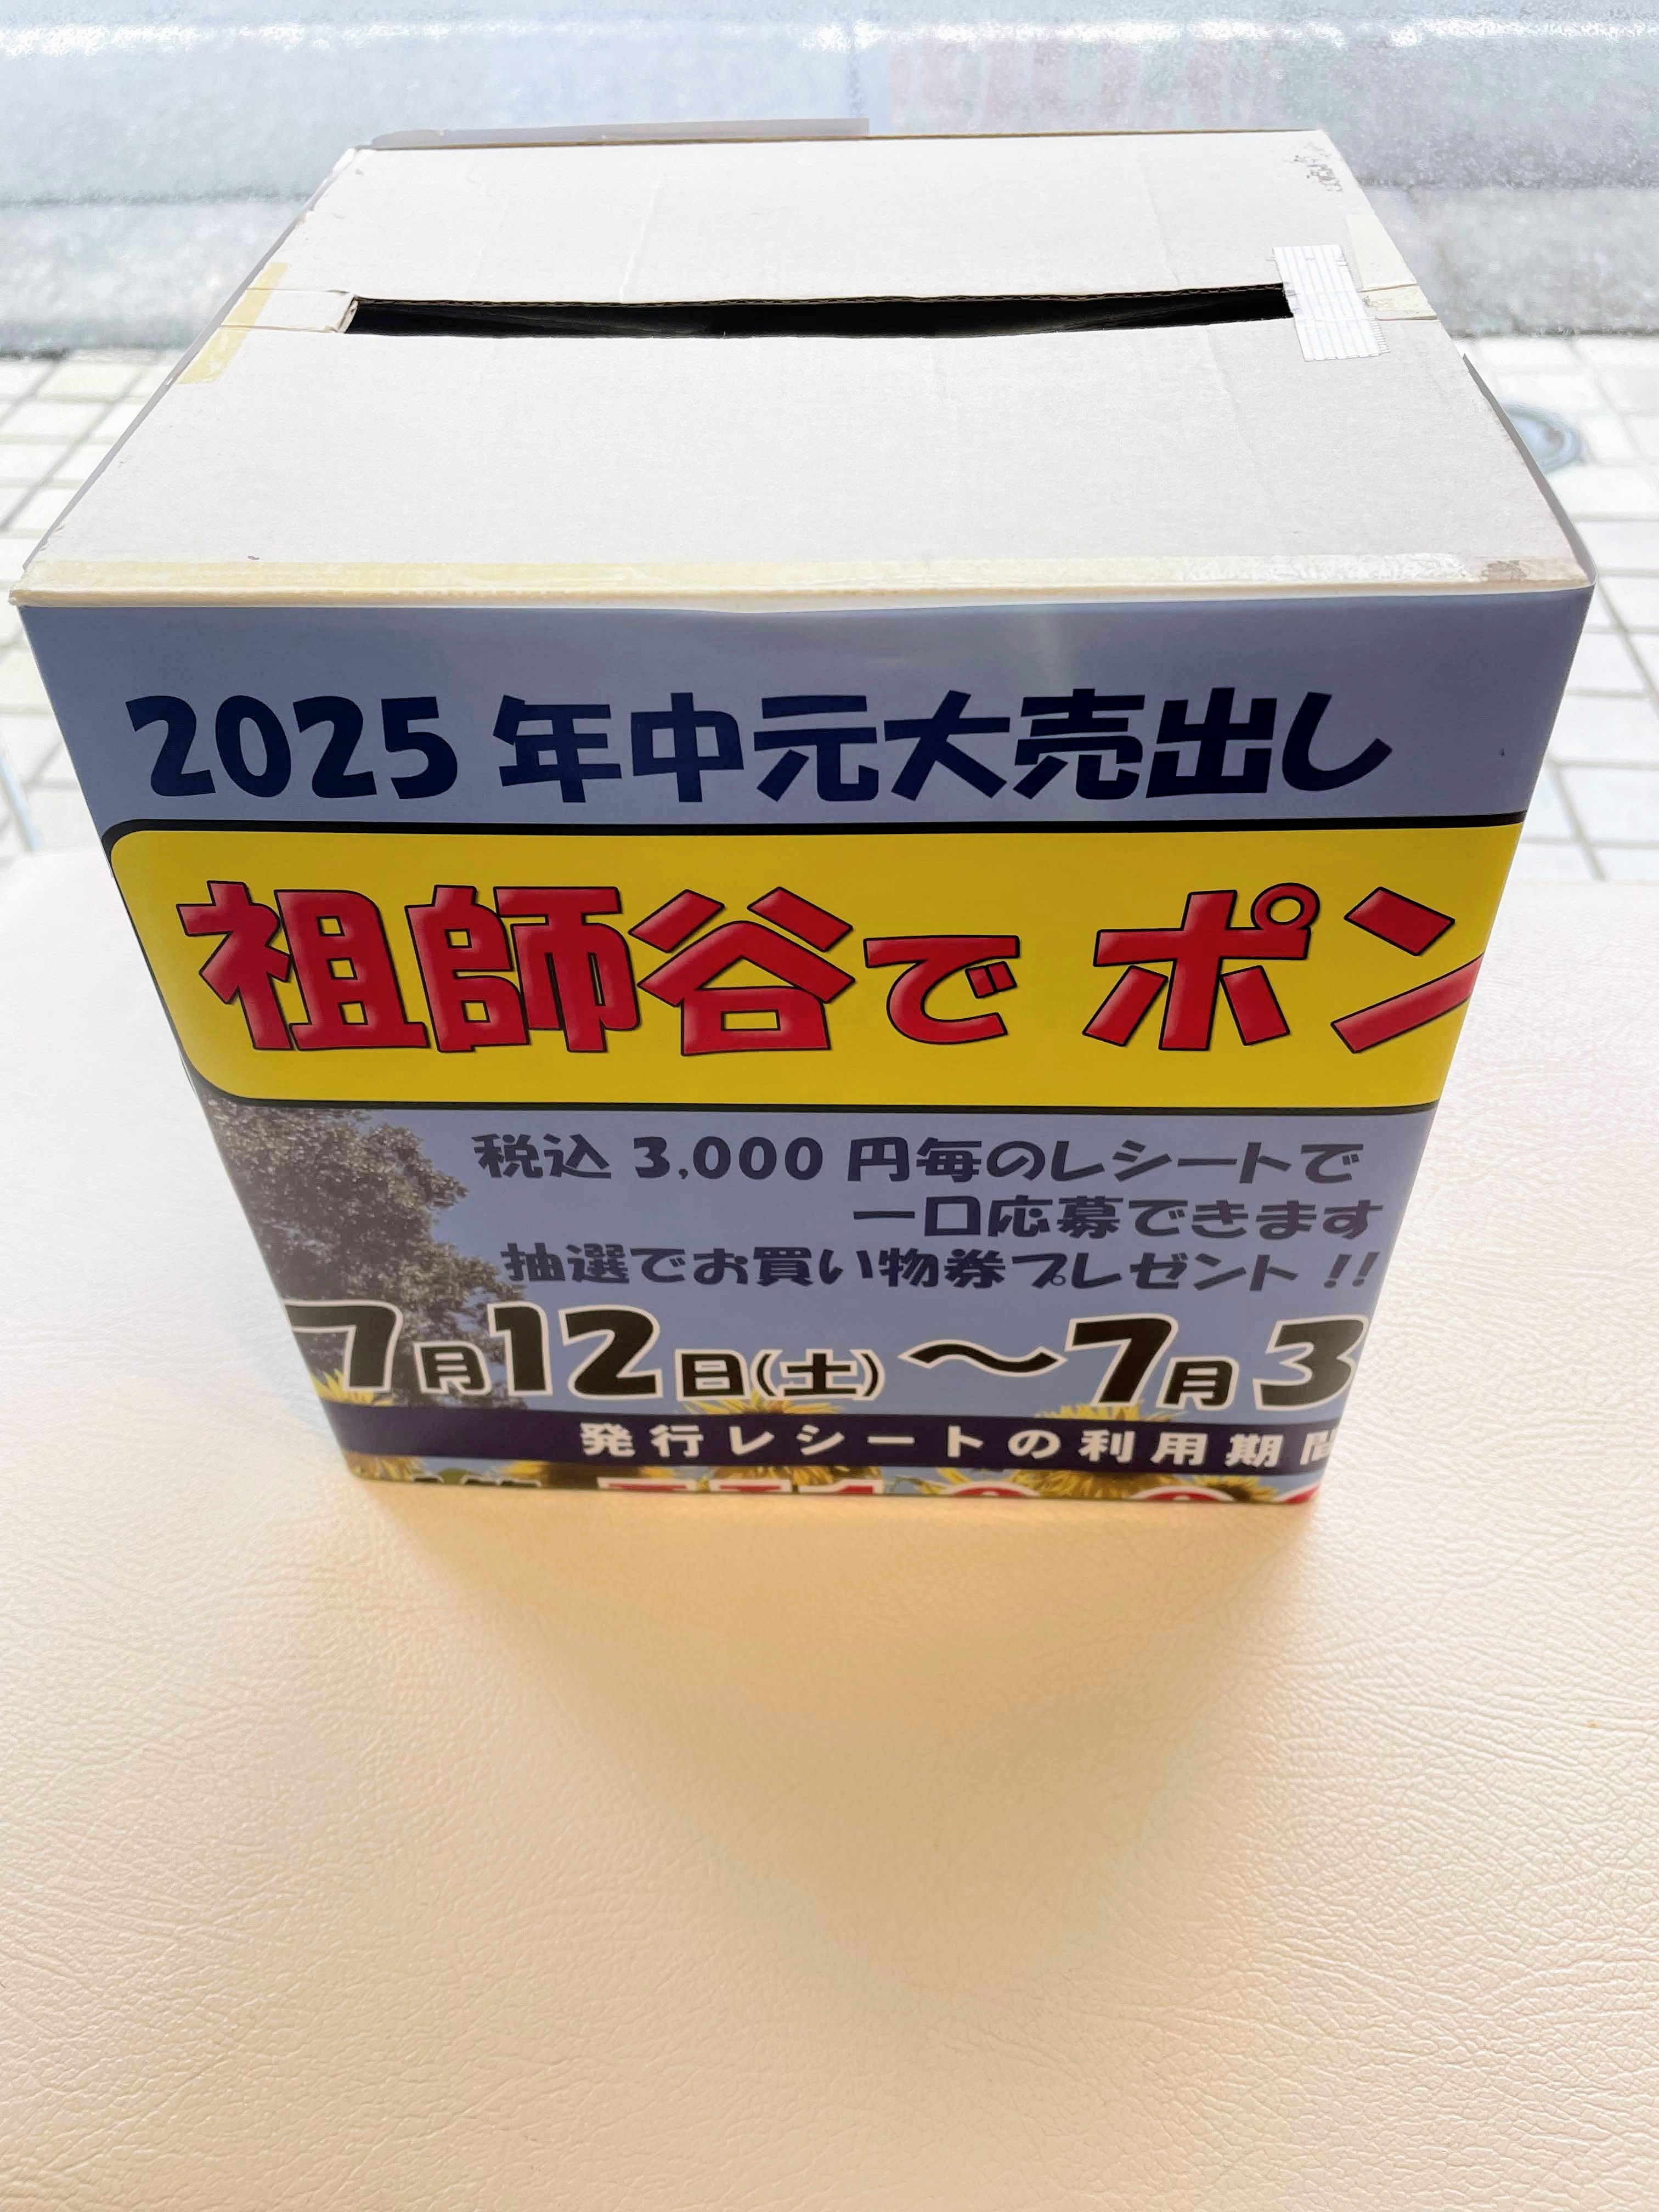 2025年中元大売出し
祖師谷で ポン
税込 3,000 円毎のレシートで
一口応募できます
抽選でお買い物券プレゼント!!
7月12日(土)〜7月3
発行レシートの利用期間